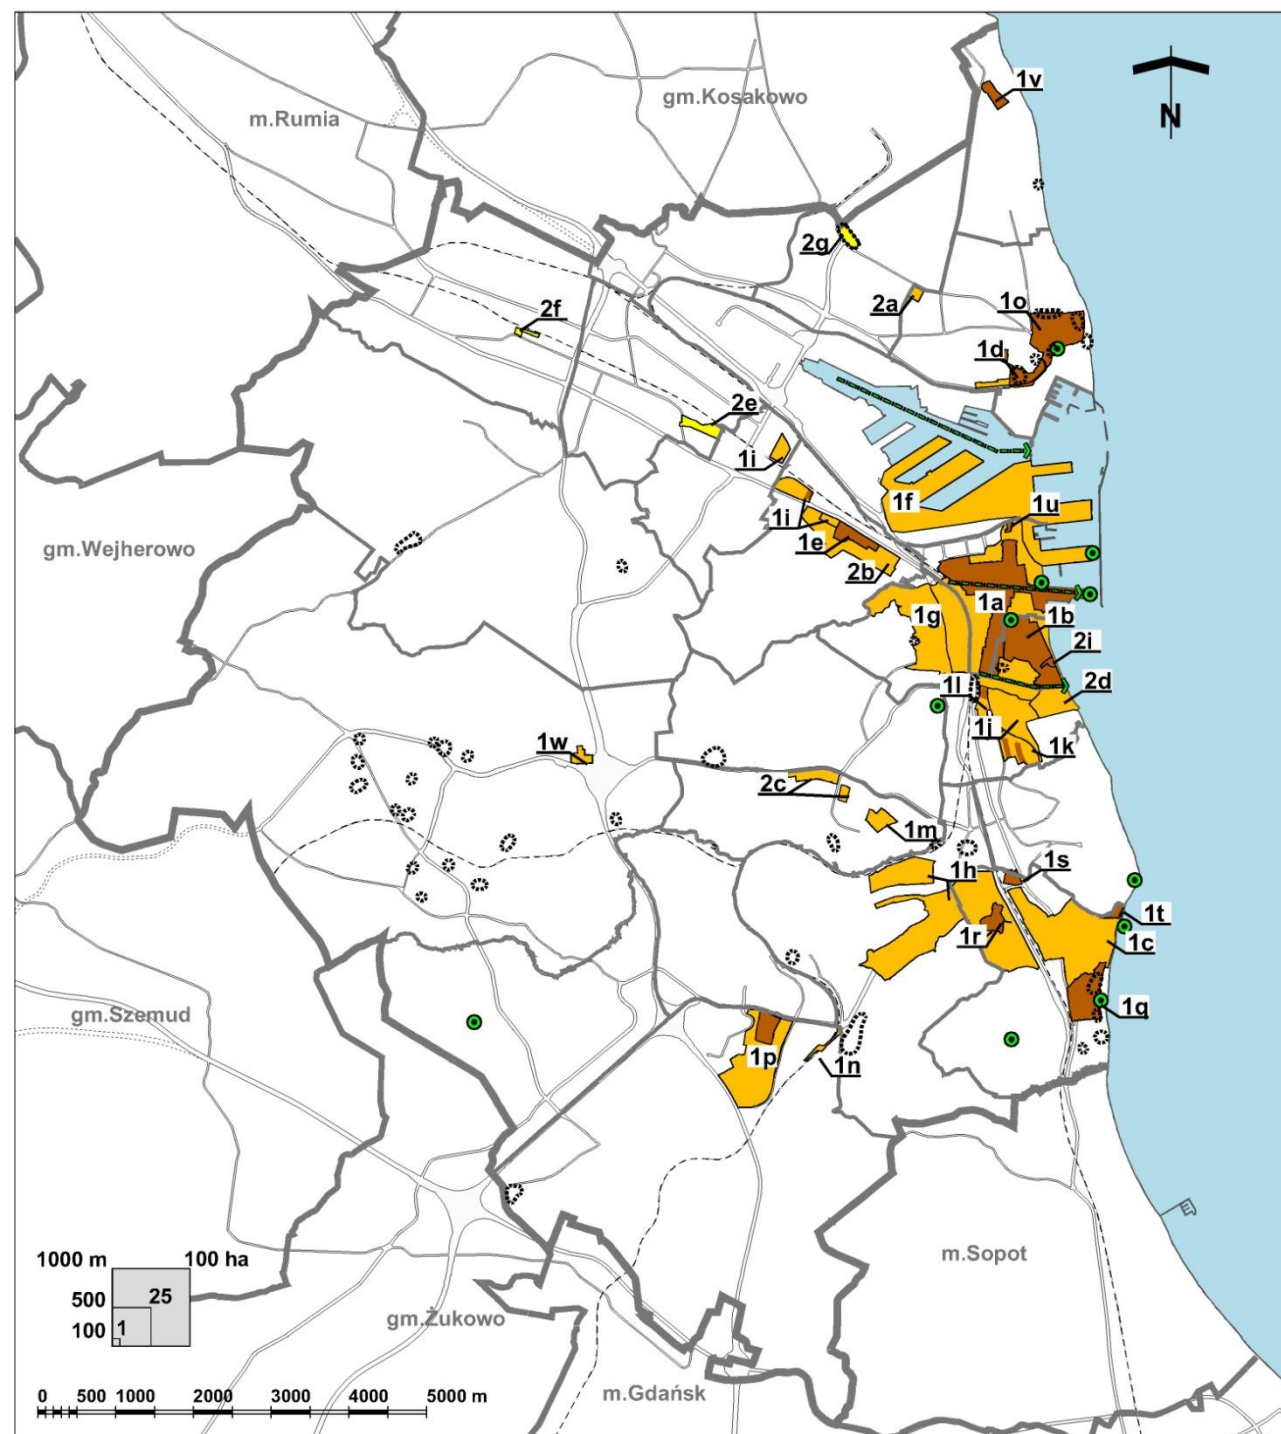 1v
gm.Kosakowo
m.Rumia
N
2g
2a
1o
2f
1d
2e
1i
1f
1i
1u
1e
gm.Wejherowo
2b
1a
1g
1b
2i
1l
2d
1j
1w
1k
2c
1m
1s
1h
1t
1r
1c
1q
gm.Szemud
1p
1n
m.Sopot
1000 m 100 ha
500 25
100 1
gm.Żukowo
m.Gdańsk
0 500 1000 2000 3000 4000 5000 m